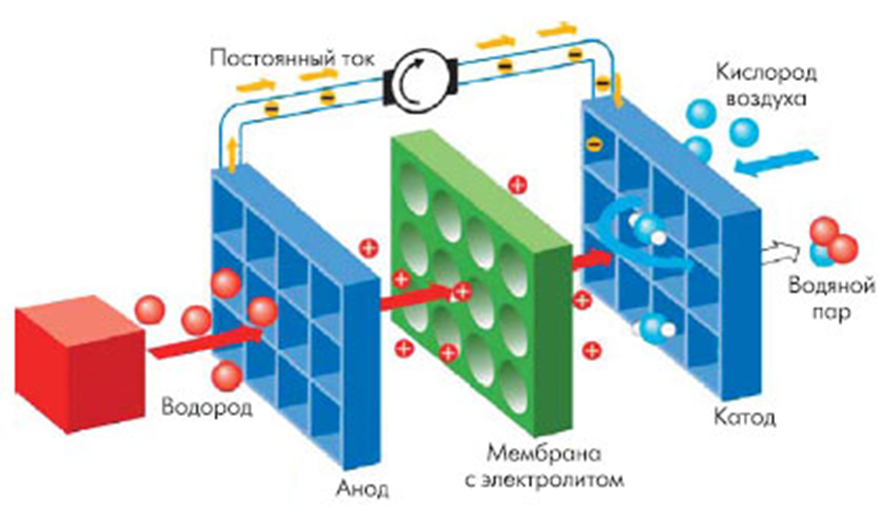 Постоянный ток
Кислород
воздуха
Водяной
пар
Водород
Катод
Мембрана
с электролитом
Анод